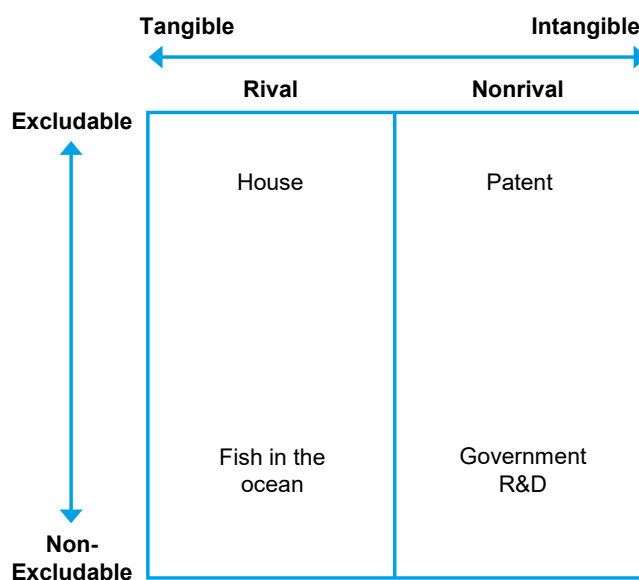 Tangible
Intangible
Rival
Nonrival
Excludable
House
Patent
Fish in the
ocean
Government
R&D
Non-
Excludable